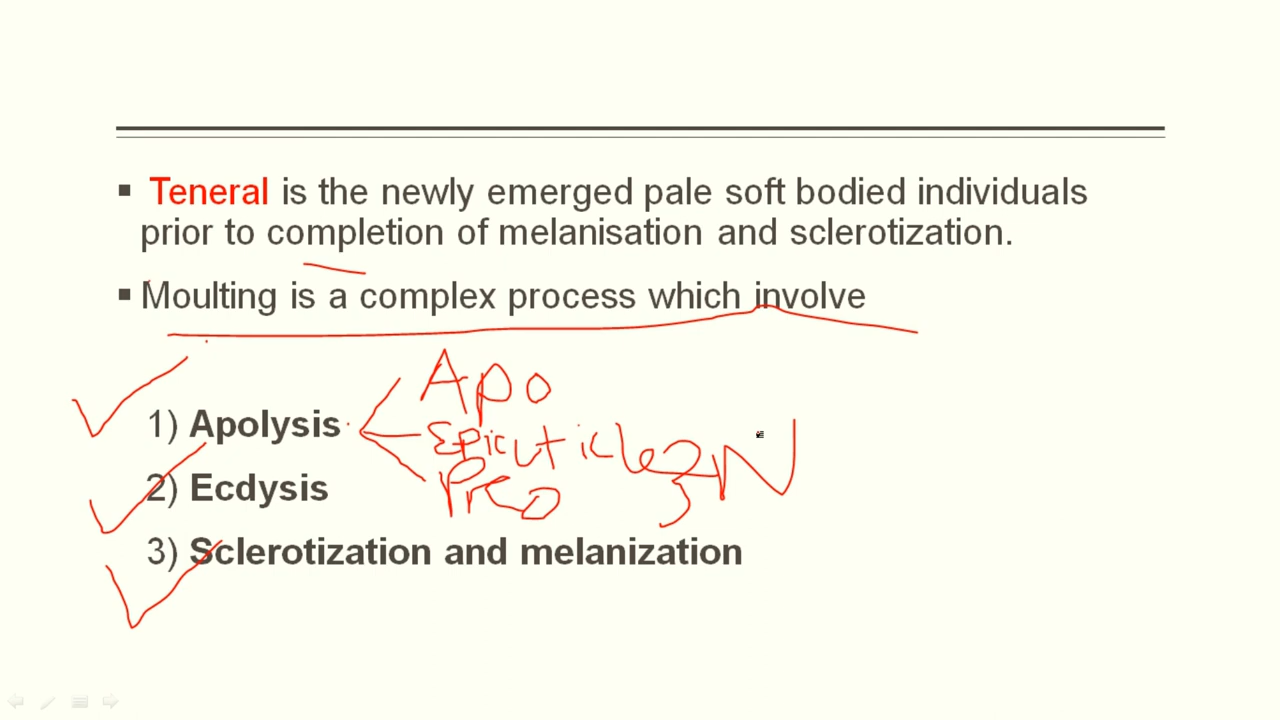 ▪ Teneral is the newly emerged pale soft bodied individuals
prior to completion of melanisation and sclerotization.
▪ Moulting is a complex process which involve
Apo
1) Apolysis
Epicuticle
2) Ecdysis
Pro
3) Sclerotization and melanization